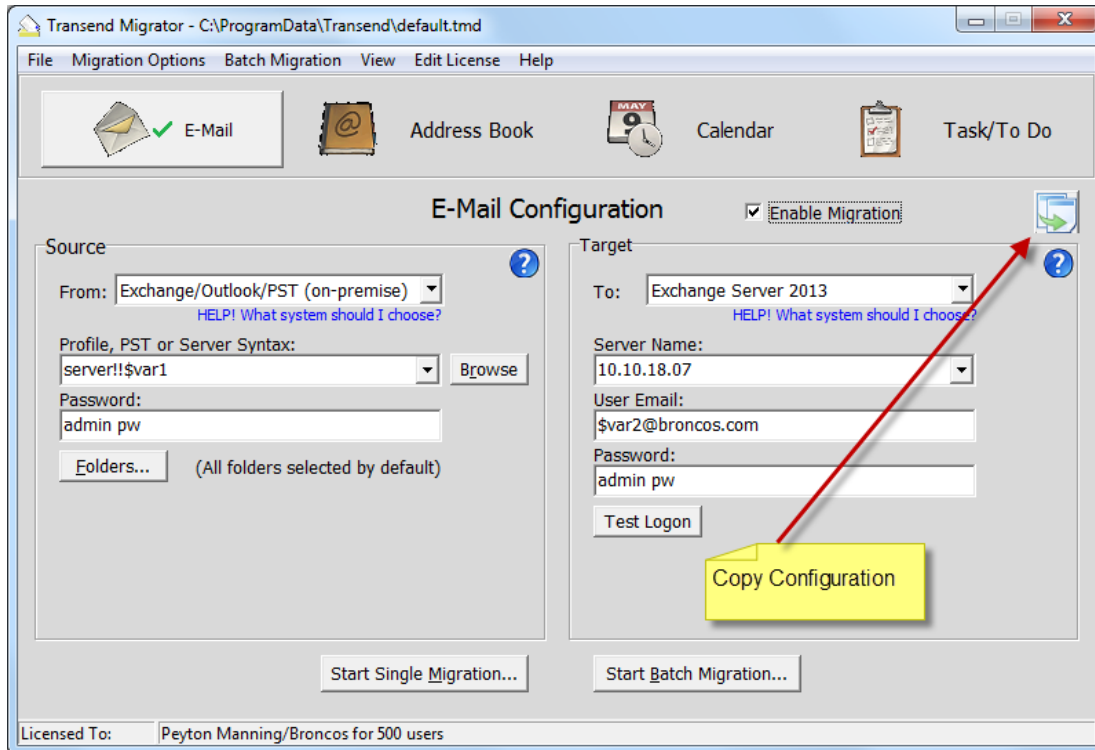 Transend Migrator - C:\ProgramData\Transend\default.tmd
File Migration Options Batch Migration View Edit License Help
E-Mail
Address Book
MAY
9
Calendar
Task/To Do
E-Mail Configuration
Enable Migration
Source
From: Exchange/Outlook/PST (on-premise)
HELP! What system should I choose?
Profile, PST or Server Syntax:
server!!$var1
Browse
Password:
admin pw
Folders... (All folders selected by default)
Target
To: Exchange Server 2013
HELP! What system should I choose?
Server Name:
10.10.18.07
User Email:
$var2@broncos.com
Password:
admin pw
Test Logon
Copy Configuration
Start Single Migration...
Start Batch Migration...
Licensed To: Peyton Manning/Broncos for 500 users